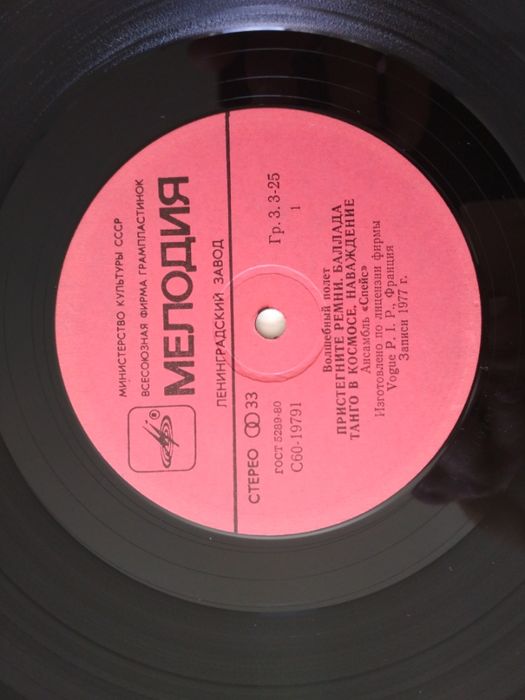 МИНИСТЕРСТВО КУЛЬТУРЫ СССР
ВСЕСОЮЗНАЯ ФИРМА ГРАМПЛАСТИНОК
МЕЛОДИЯ
ЛЕНИНГРАДСКИЙ ЗАВОД
СТЕРЕО 33
Гр. 3. 3-25
ГОСТ 5289-80
С60-19791
1
Волшебный полет
ПРИСТЕГНИТЕ РЕМНИ. БАЛЛАДА
ТАНГО В КОСМОСЕ. НАВАЖДЕНИЕ
Ансамбль «Спейс»
Изготовлено по лицензии фирмы
Vogue P. I. P., Франция
Записи 1977 г.